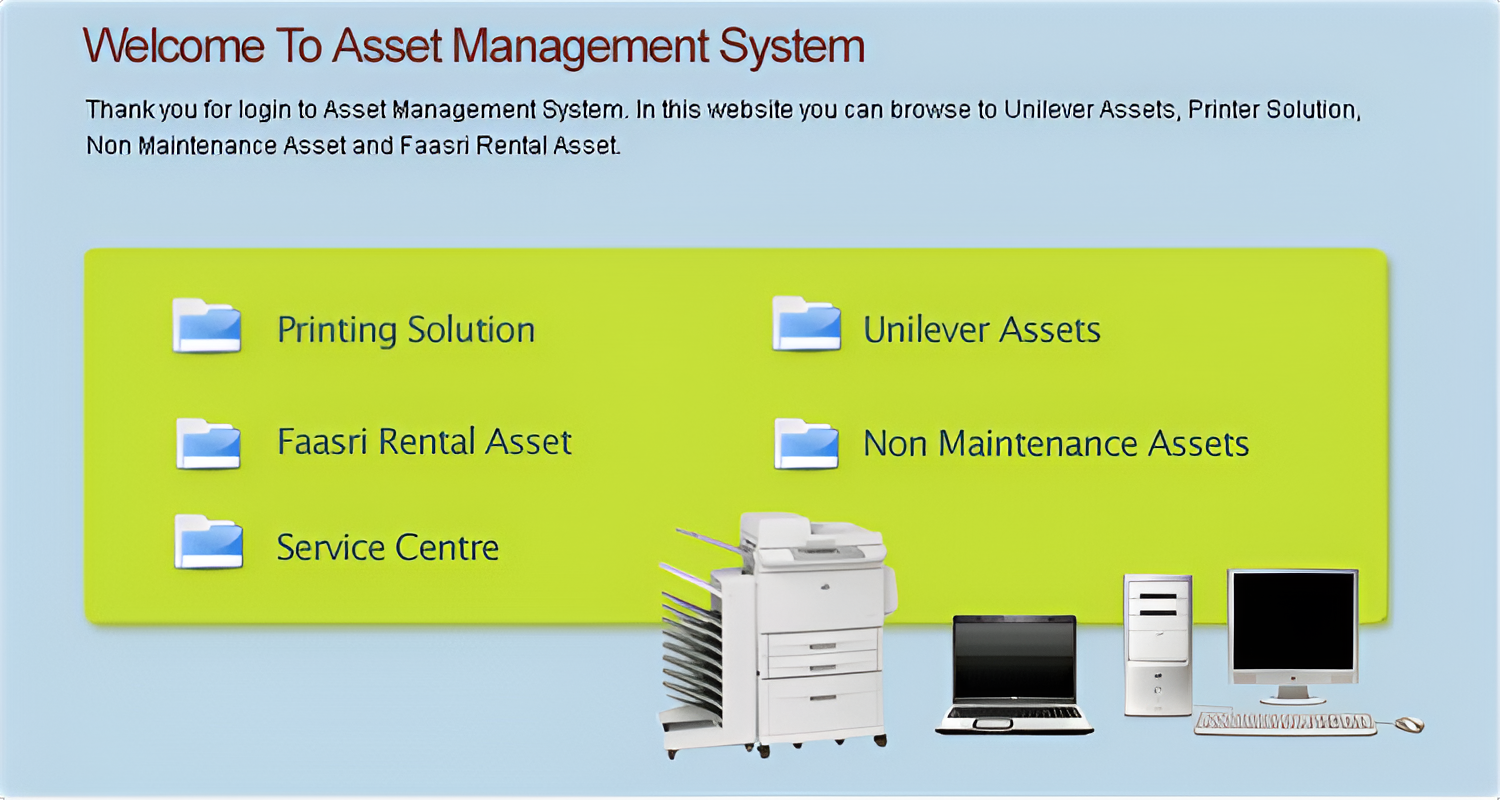 Welcome To Asset Management System
Thank you for login to Asset Management System. In this website you can browse to Unilever Assets, Printer Solution,
Non Maintenance Asset and Faasri Rental Asset.
Printing Solution
Unilever Assets
Faasri Rental Asset
Non Maintenance Assets
Service Centre